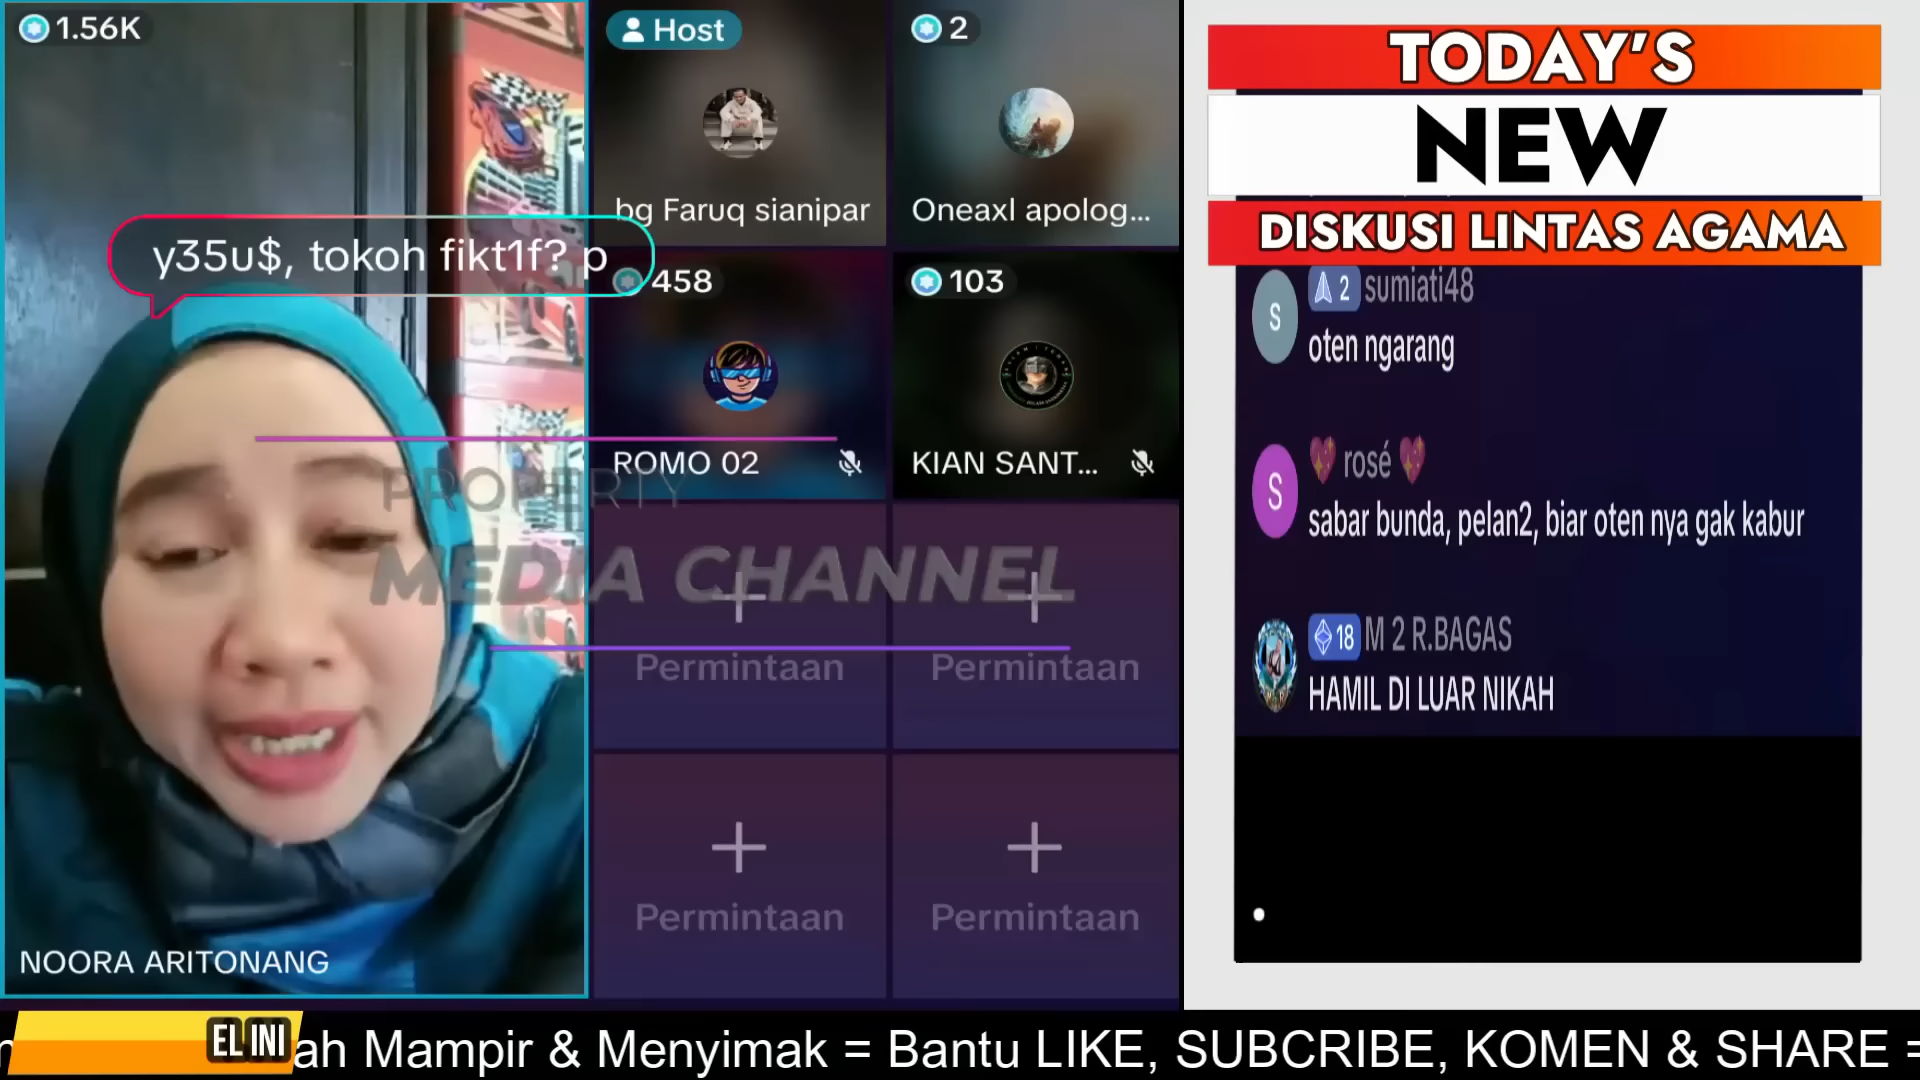 1.56K
Host
2
bg Faruq sianipar
Oneaxl apolog...
y35u$, tokoh fikt1f? p
458
103
ROMO 02
KIAN SANT...
PROPERTY
MEDIA CHANNEL
Permintaan
Permintaan
Permintaan
Permintaan
NOORA ARITONANG
TODAY'S
NEW
DISKUSI LINTAS AGAMA
S
2 sumiati48
oten ngarang
S
💖 rosé 💖
sabar bunda, pelan2, biar oten nya gak kabur
18 M 2 R.BAGAS
HAMIL DI LUAR NIKAH
EL INI
ah Mampir & Menyimak = Bantu LIKE, SUBCRIBE, KOMEN & SHARE =